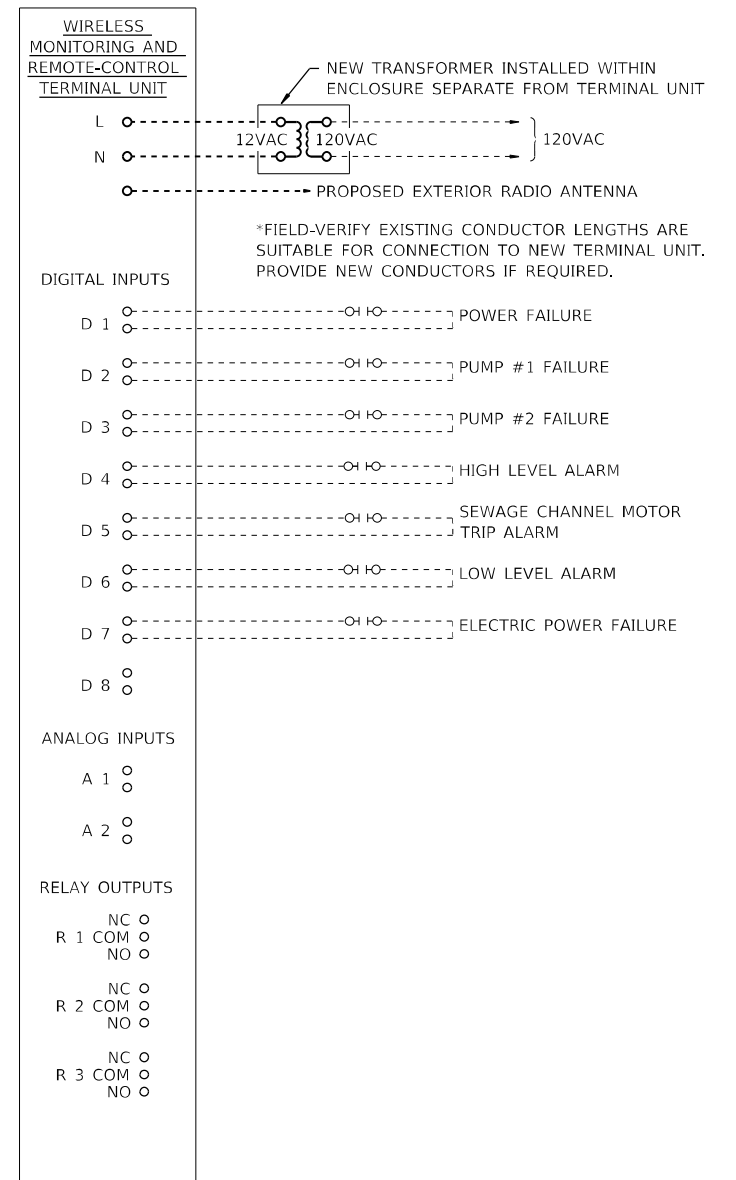 WIRELESS
MONITORING AND
REMOTE-CONTROL
TERMINAL UNIT
NEW TRANSFORMER INSTALLED WITHIN
ENCLOSURE SEPARATE FROM TERMINAL UNIT
L
12VAC 120VAC
120VAC
N
PROPOSED EXTERIOR RADIO ANTENNA
*FIELD-VERIFY EXISTING CONDUCTOR LENGTHS ARE
SUITABLE FOR CONNECTION TO NEW TERMINAL UNIT.
PROVIDE NEW CONDUCTORS IF REQUIRED.
DIGITAL INPUTS
D 1
POWER FAILURE
D 2
PUMP #1 FAILURE
D 3
PUMP #2 FAILURE
D 4
HIGH LEVEL ALARM
D 5
SEWAGE CHANNEL MOTOR
TRIP ALARM
D 6
LOW LEVEL ALARM
D 7
ELECTRIC POWER FAILURE
D 8
ANALOG INPUTS
A 1
A 2
RELAY OUTPUTS
NC
R 1 COM
NO
NC
R 2 COM
NO
NC
R 3 COM
NO